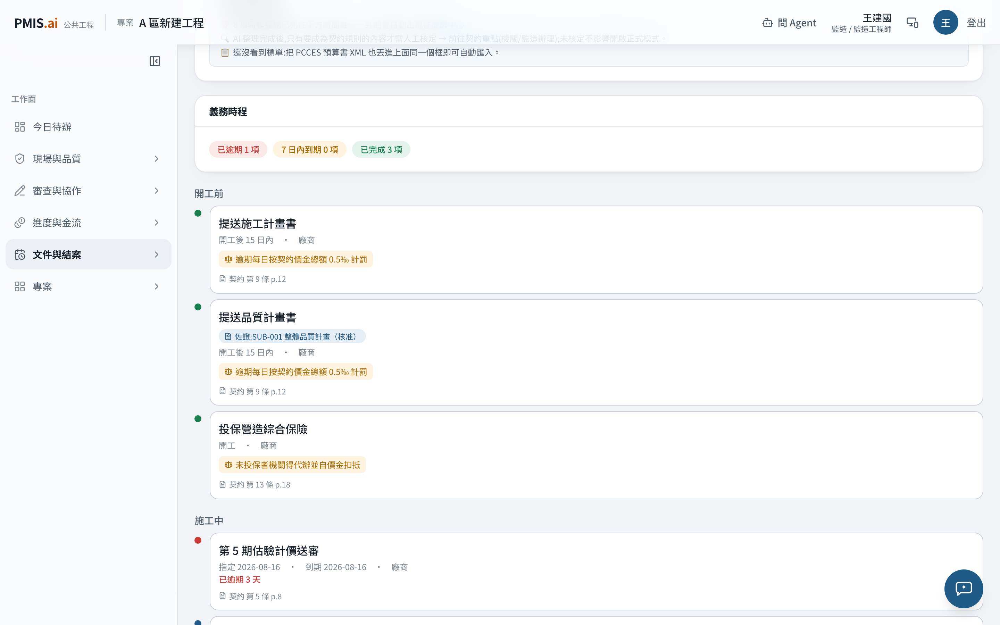 PMIS.ai 公共工程 專案 A 區新建工程
問 Agent
王建國
監造 / 監造工程師
王
登出
AI 整理完成後,只有要成為契約規則的內容才需人工核定 → 前往契約重點(機關/監造辦理);未核定不影響開啟正式模式。
還沒看到標單:把 PCCES 預算書 XML 也丟進上面同一個框即可自動匯入。
工作面
今日待辦
現場與品質
審查與協作
進度與金流
文件與結案
專案
義務時程
已逾期 1 項
7 日內到期 0 項
已完成 3 項
開工前
提送施工計畫書
開工後 15 日內 • 廠商
逾期每日按契約價金總額 0.5‰ 計罰
契約 第 9 條 p.12
提送品質計畫書
佐證:SUB-001 整體品質計畫（核准）
開工後 15 日內 • 廠商
逾期每日按契約價金總額 0.5‰ 計罰
契約 第 9 條 p.12
投保營造綜合保險
開工 • 廠商
未投保者機關得代辦並自價金扣抵
契約 第 13 條 p.18
施工中
第 5 期估驗計價送審
指定 2026-08-16 • 到期 2026-08-16 • 廠商
已逾期 3 天
契約 第 5 條 p.8